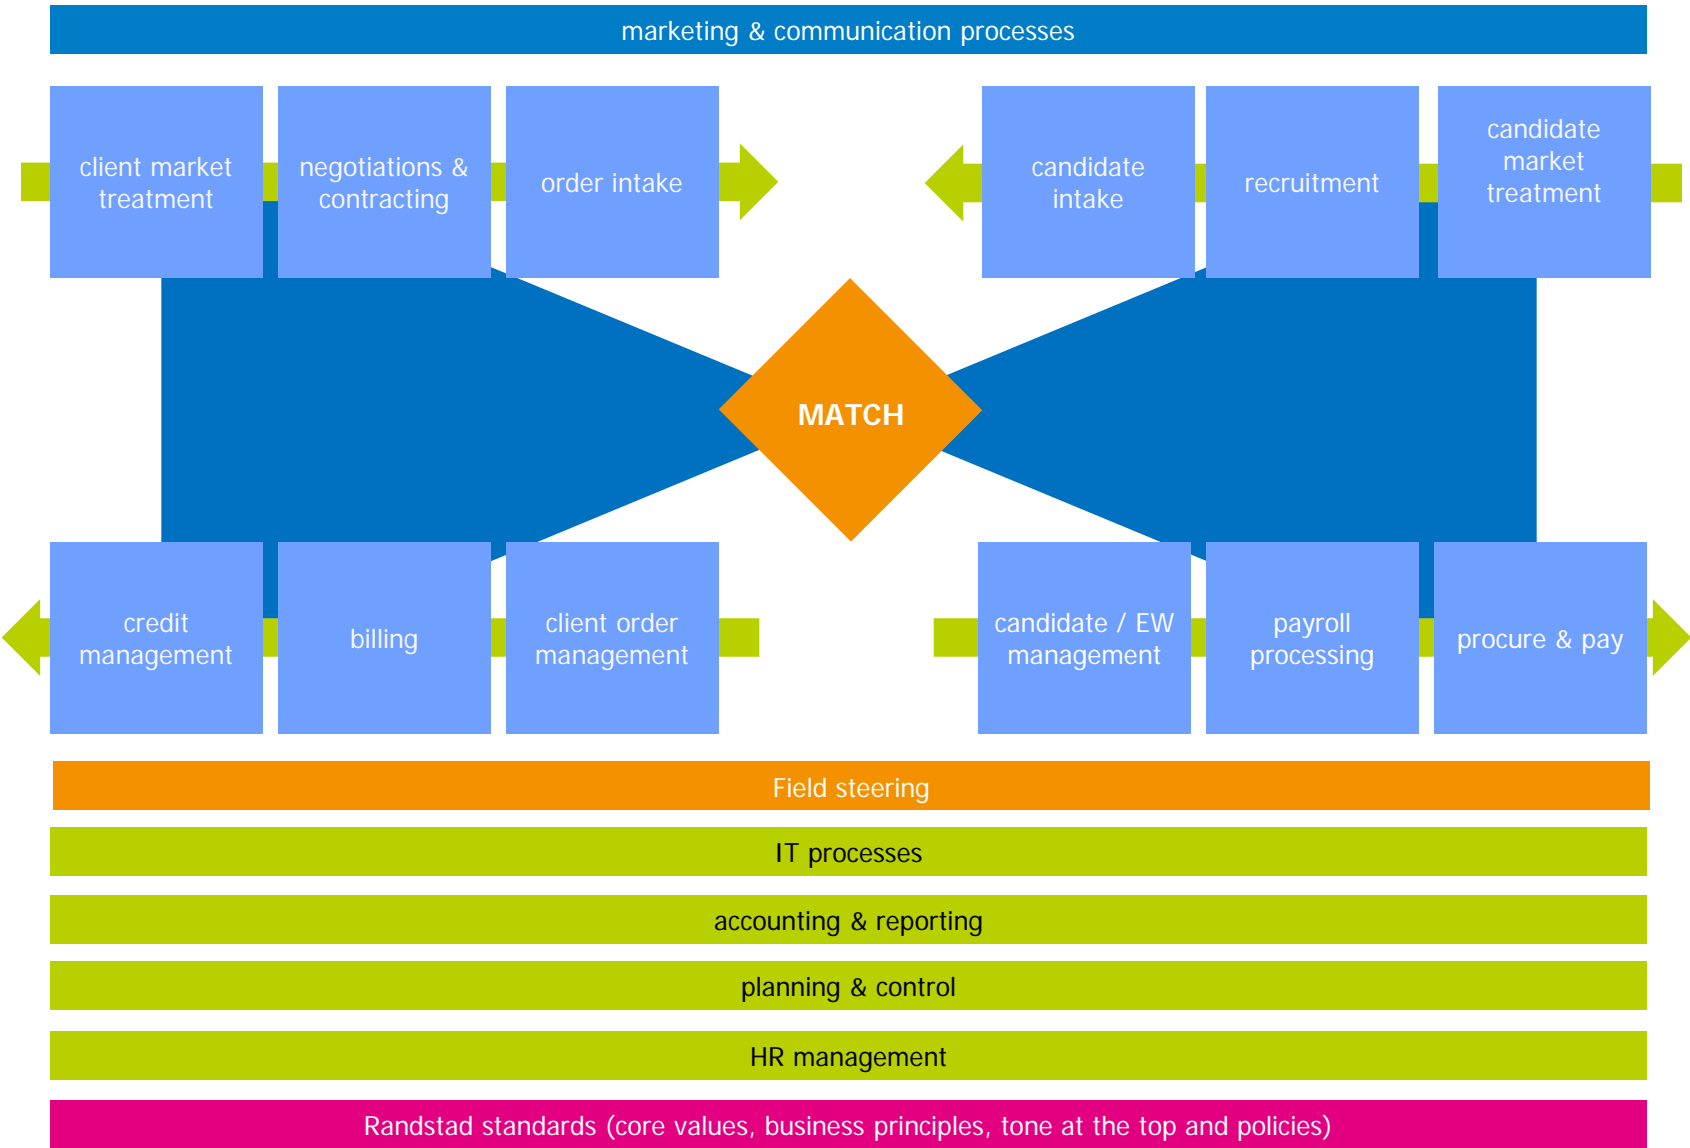 marketing & communication processes
client market
treatment
negotiations &
contracting
order intake
candidate
intake
recruitment
candidate
market
treatment
MATCH
credit
management
billing
client order
management
candidate / EW
management
payroll
processing
procure & pay
Field steering
IT processes
accounting & reporting
planning & control
HR management
Randstad standards (core values, business principles, tone at the top and policies)